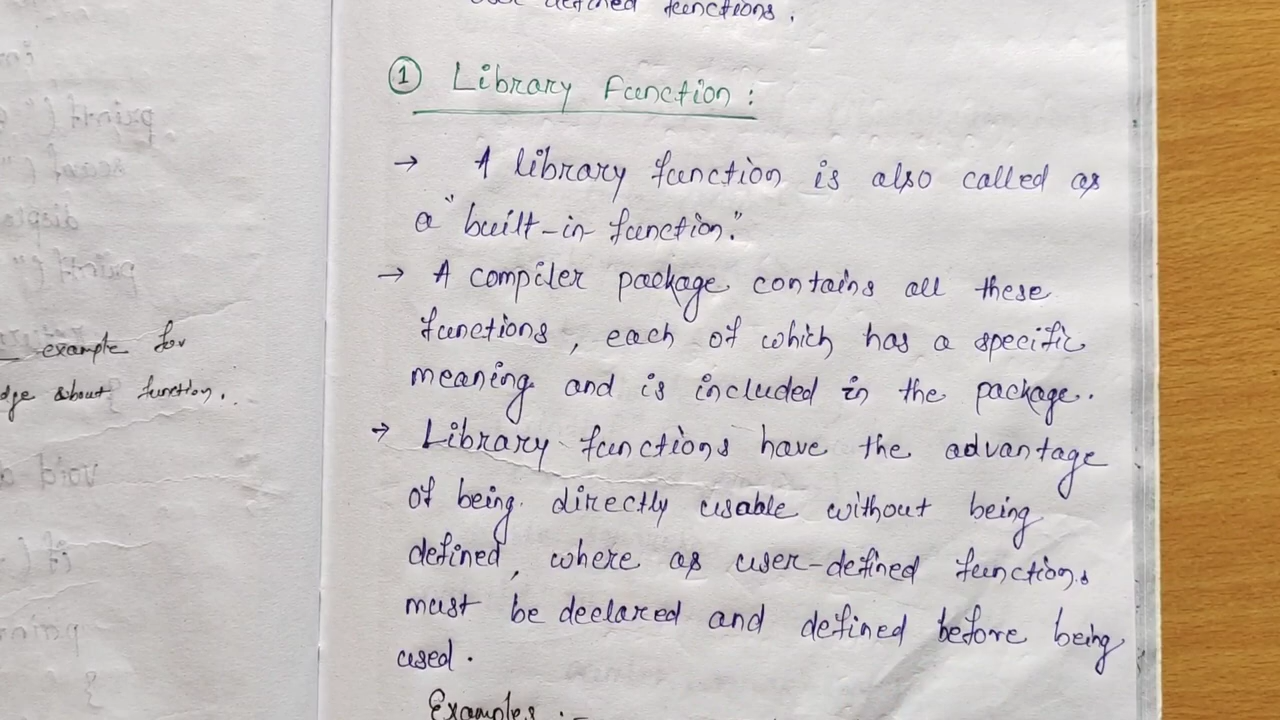 defined functions.
① Library Function :
→ A library function is also called as
a "built-in function."
→ A compiler package contains all these
functions, each of which has a specific
meaning and is included in the package.
→ Library functions have the advantage
of being directly usable without being
defined, where as user-defined functions
must be declared and defined before being
used.
Examples :-
example for
about function.